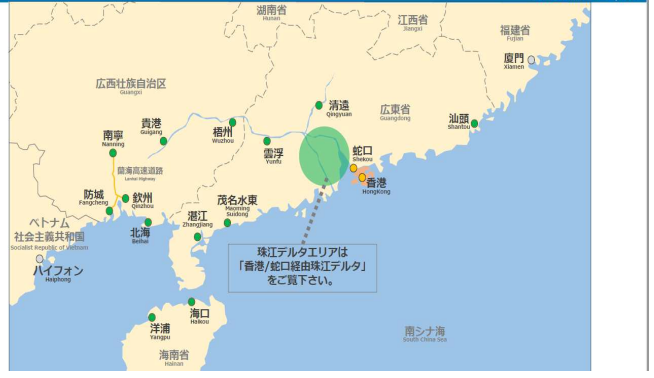 湖南省
Hunan
江西省
Jiangxi
福建省
Fujian
廈門
Xiamen
広西壮族自治区
Guangxi
清遠
Qingyuan
広東省
Guangdong
汕頭
Shantou
貴港
Guigang
梧州
Wuzhou
南寧
Nanning
雲浮
Yunfu
蛇口
Shekou
香港
HongKong
蘭海高速道路
Lanhai Highway
防城
Fangcheng
欽州
Qinzhou
茂名水東
Maoming
Suidong
湛江
Zhangjiang
北海
Beihai
ベトナム
社会主義共和国
Socialist Republic of Vietnam
ハイフォン
Haiphong
珠江デルタエリアは
「香港/蛇口経由珠江デルタ」
をご覧下さい。
海口
Haikou
洋浦
Yangpu
海南省
Hainan
南シナ海
South China Sea